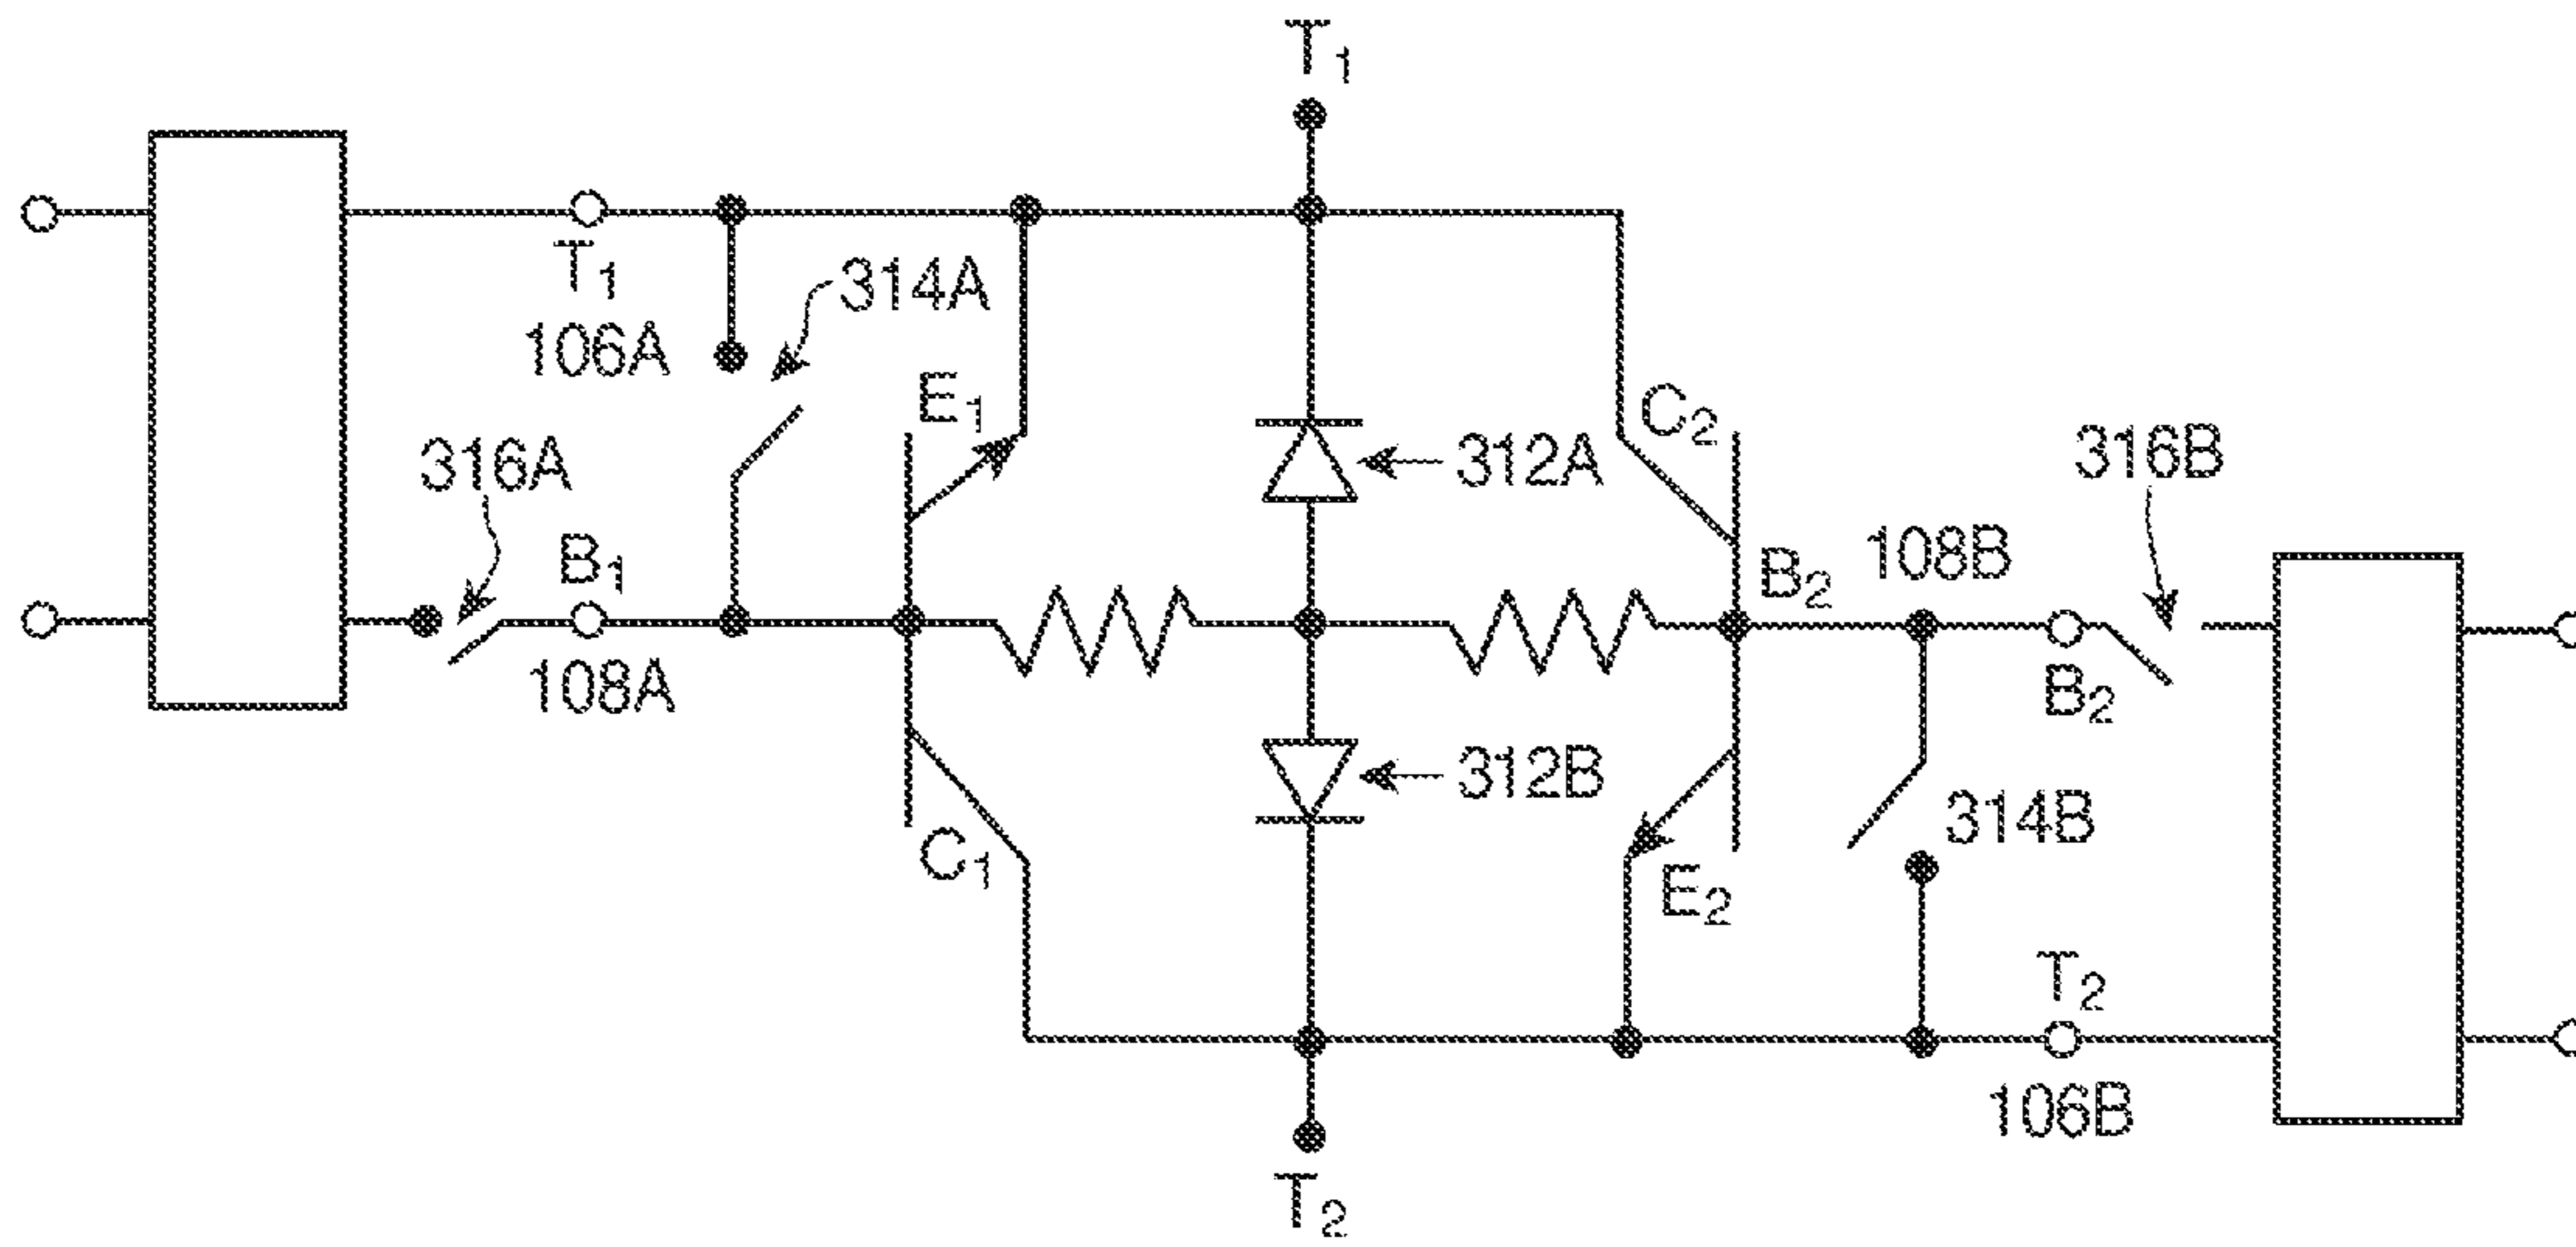 T₁
T₁
314A
106A
E₁
C₂
316A
312A
316B
B₁
108B
B₂
108A
B₂
312B
314B
C₁
E₂
T₂
106B
T₂